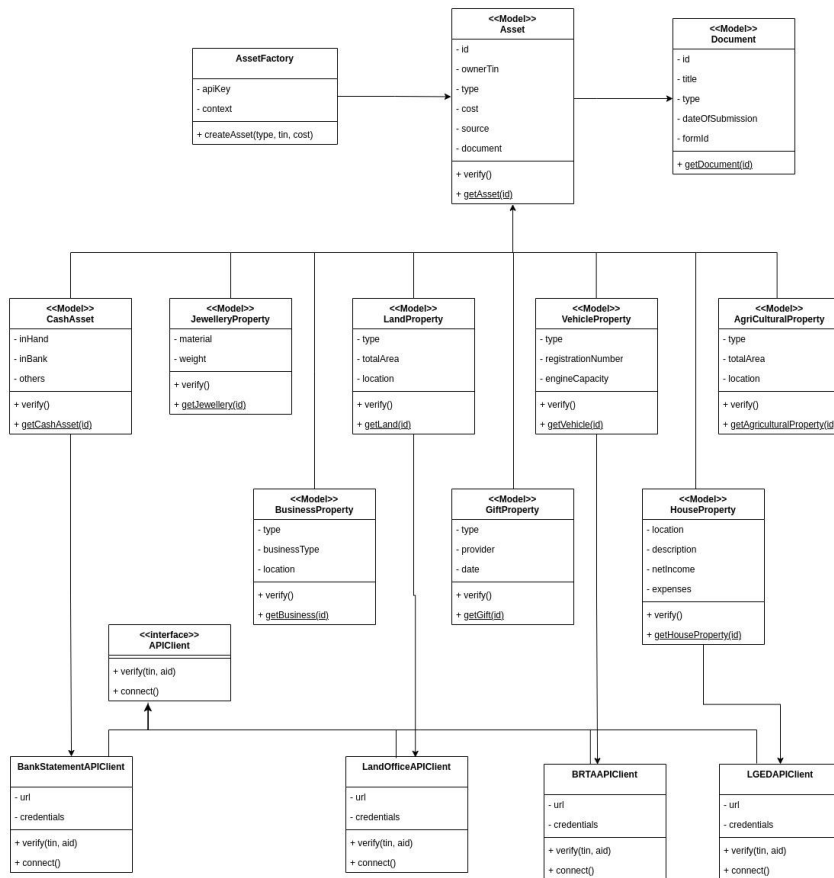 <<Model>>
Asset
- id
- ownerTin
- type
- cost
- source
- document
+ verify()
+ getAsset(id)
<<Model>>
Document
- id
- title
- type
- dateOfSubmission
- formId
+ getDocument(id)
AssetFactory
- apiKey
- context
+ createAsset(type, tin, cost)
<<Model>>
CashAsset
- inHand
- inBank
- others
+ verify()
+ getCashAsset(id)
<<Model>>
JewelleryProperty
- material
- weight
+ verify()
+ getJewellery(id)
<<Model>>
LandProperty
- type
- totalArea
- location
+ verify()
+ getLand(id)
<<Model>>
VehicleProperty
- type
- registrationNumber
- engineCapacity
+ verify()
+ getVehicle(id)
<<Model>>
AgriCulturalProperty
- type
- totalArea
- location
+ verify()
+ getAgriculturalProperty(id
<<Model>>
BusinessProperty
- type
- businessType
- location
+ verify()
+ getBusiness(id)
<<Model>>
GiftProperty
- type
- provider
- date
+ verify()
+ getGift(id)
<<Model>>
HouseProperty
- location
- description
- netIncome
- expenses
+ verify()
+ getHouseProperty(id)
<<interface>>
APIClient
+ verify(tin, aid)
+ connect()
BankStatementAPIClient
- url
- credentials
+ verify(tin, aid)
+ connect()
LandOfficeAPIClient
- url
- credentials
+ verify(tin, aid)
+ connect()
BRTAAPIClient
- url
- credentials
+ verify(tin, aid)
+ connect()
LGEDAPIClient
- url
- credentials
+ verify(tin, aid)
+ connect()